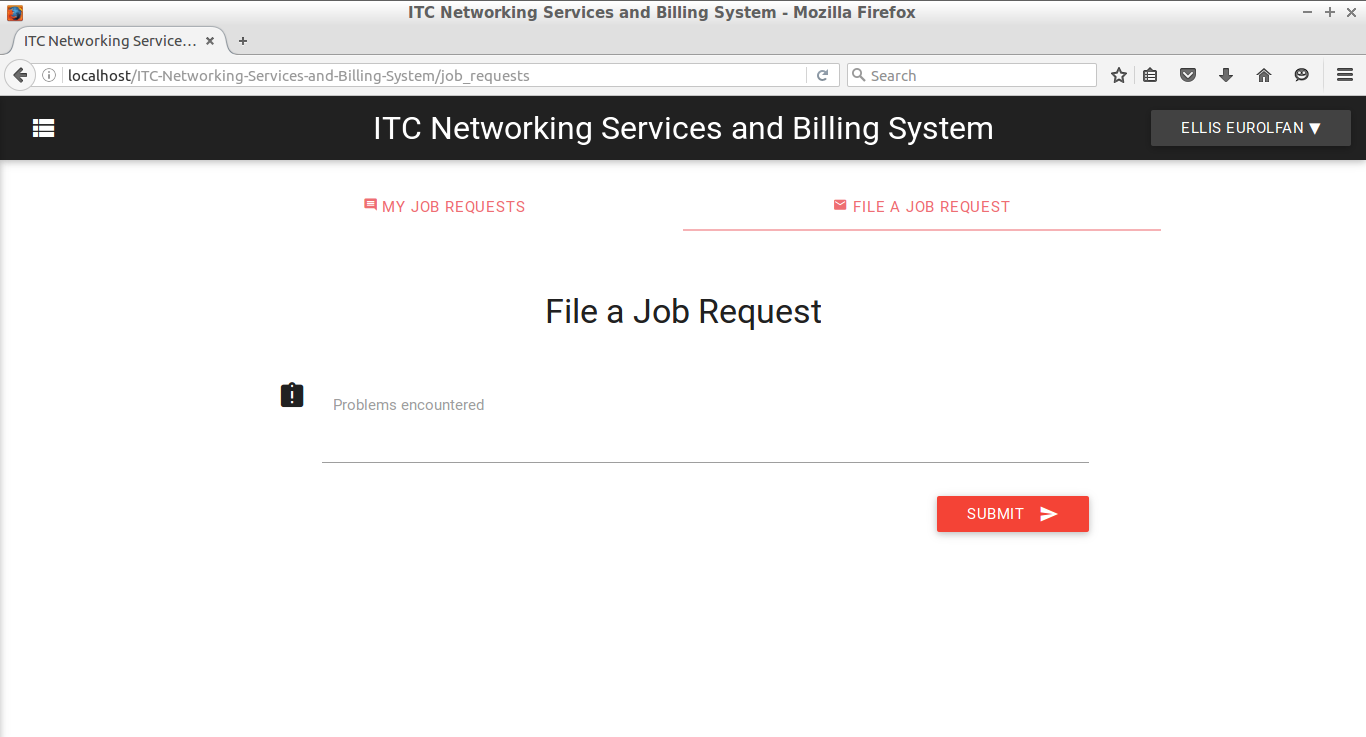 ITC Networking Services and Billing System - Mozilla Firefox
ITC Networking Service...
localhost/ITC-Networking-Services-and-Billing-System/job_requests
Search
ITC Networking Services and Billing System
ELLIS EUROLFAN ▼
MY JOB REQUESTS
FILE A JOB REQUEST
File a Job Request
Problems encountered
SUBMIT